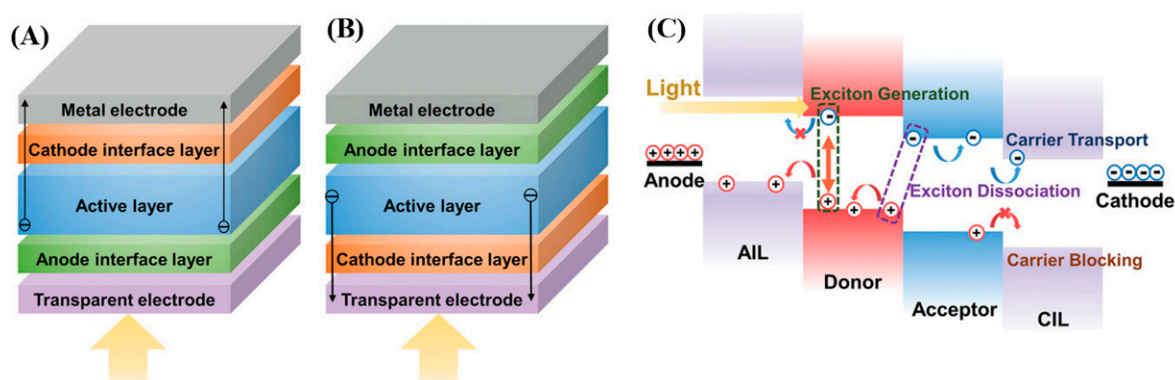 (A)
Metal electrode
Cathode interface layer
Active layer
Anode interface layer
Transparent electrode
(B)
Metal electrode
Anode interface layer
Active layer
Cathode interface layer
Transparent electrode
(C)
Light
Exciton Generation
Carrier Transport
Anode
Exciton Dissociation
Cathode
AIL
Carrier Blocking
Donor
Acceptor
CIL